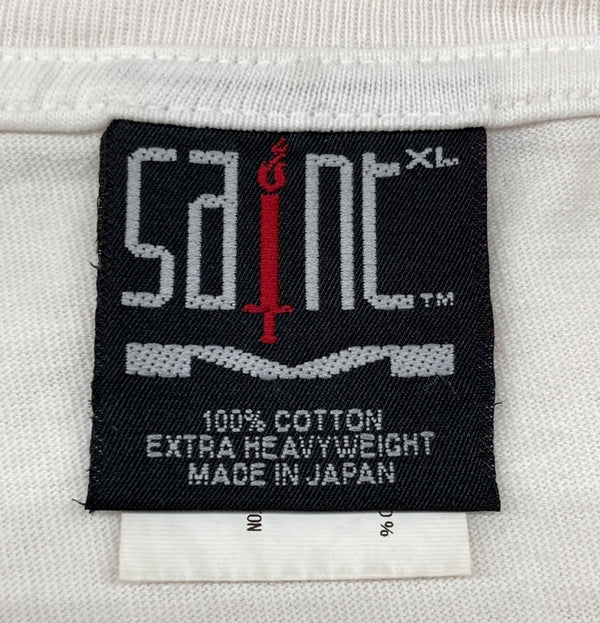 saint XL
TM
100% COTTON
EXTRA HEAVYWEIGHT
MADE IN JAPAN